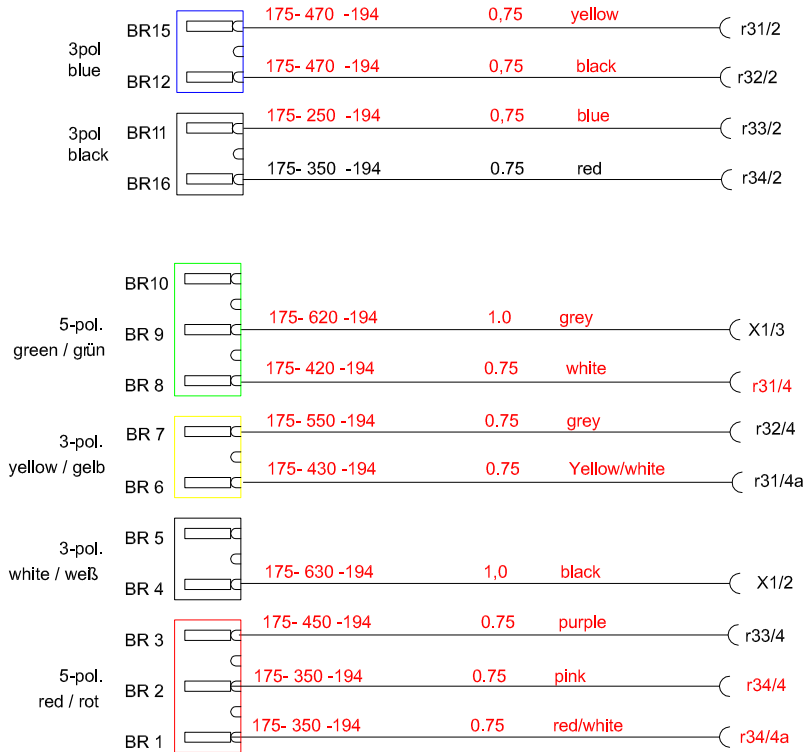 BR15 175- 470 -194 0,75 yellow r31/2
3pol
blue
BR12 175- 470 -194 0,75 black r32/2
3pol
black
BR11 175- 250 -194 0,75 blue r33/2
BR16 175- 350 -194 0.75 red r34/2
BR10
5-pol.
green / grün
BR 9 175- 620 -194 1.0 grey X1/3
BR 8 175- 420 -194 0.75 white r31/4
3-pol.
yellow / gelb
BR 7 175- 550 -194 0.75 grey r32/4
BR 6 175- 430 -194 0.75 Yellow/white r31/4a
BR 5
3-pol.
white / weiß
BR 4 175- 630 -194 1,0 black X1/2
BR 3 175- 450 -194 0.75 purple r33/4
5-pol.
red / rot
BR 2 175- 350 -194 0.75 pink r34/4
BR 1 175- 350 -194 0.75 red/white r34/4a